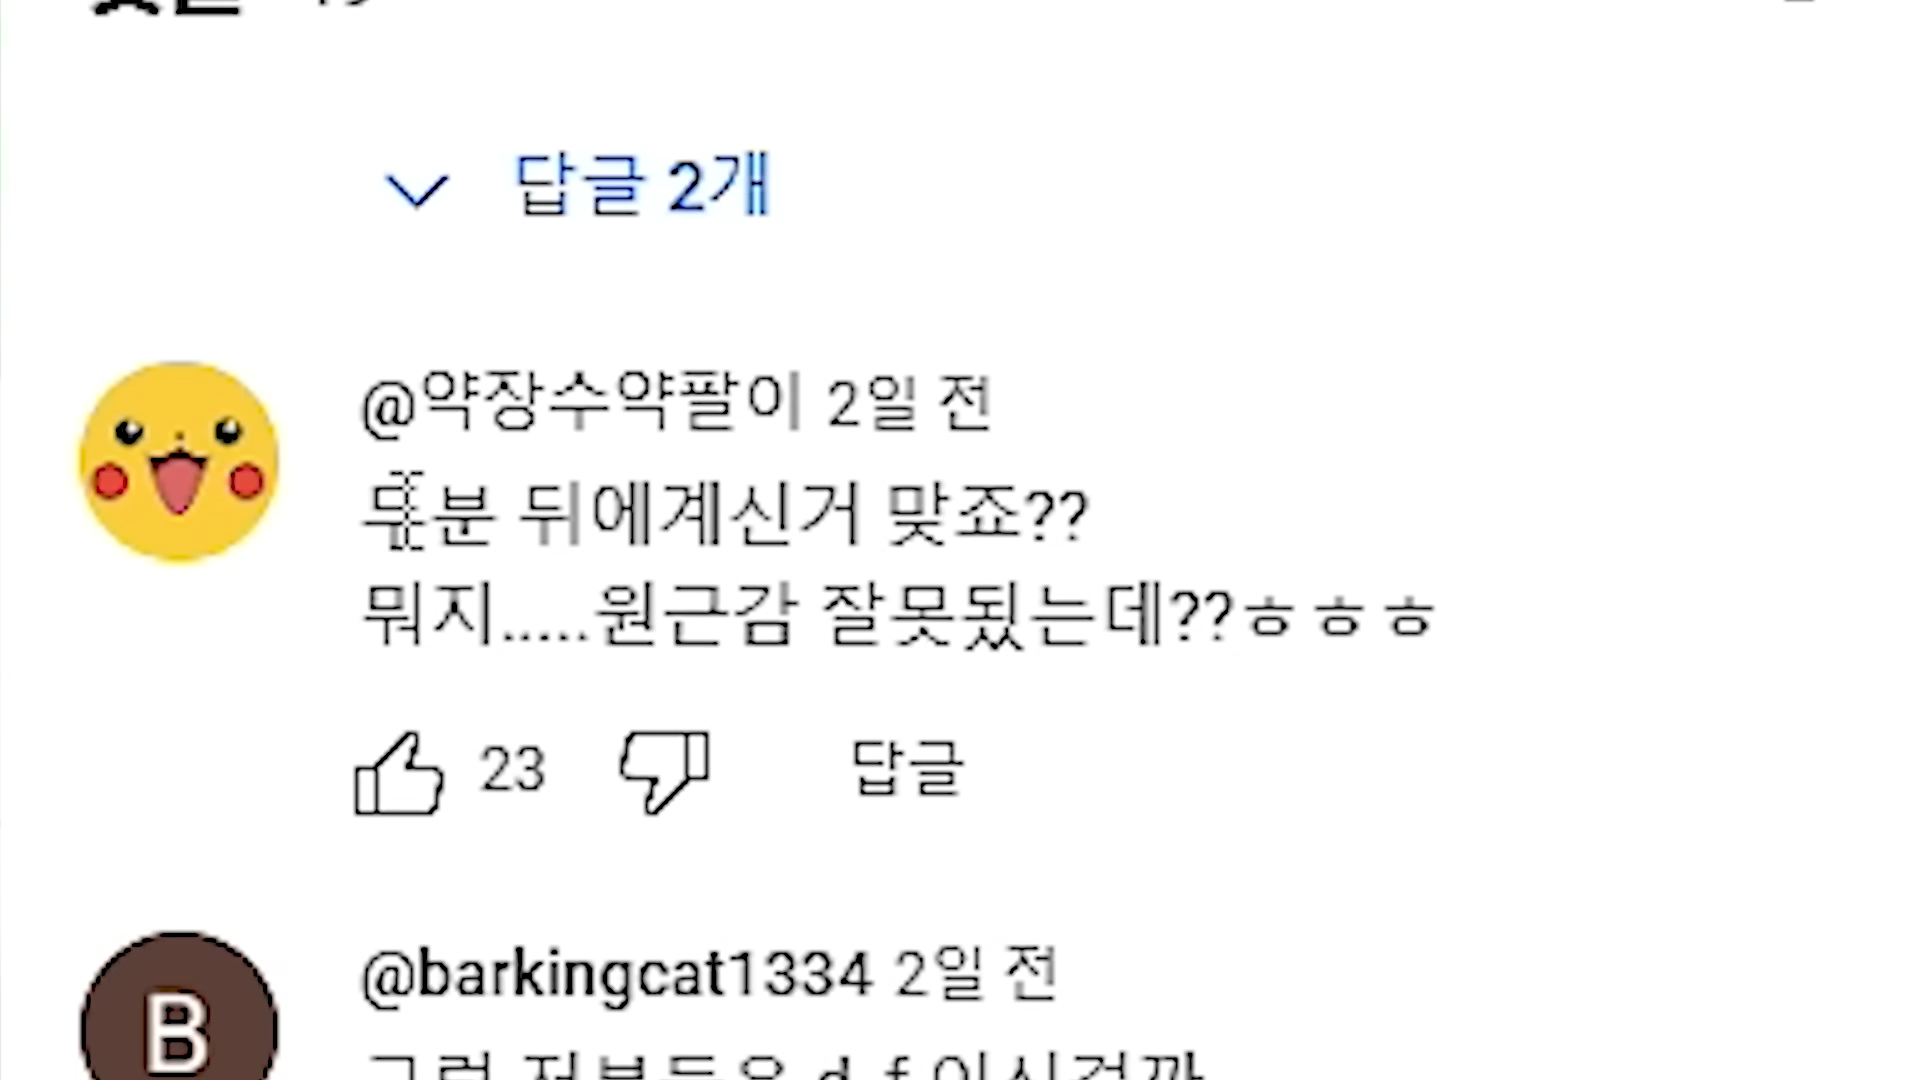 답글 2개
@약장수약팔이 2일 전
두분 뒤에계신거 맞죠??
뭐지.....원근감 잘못됬는데??ㅎㅎㅎ
23 답글
B
@barkingcat1334 2일 전